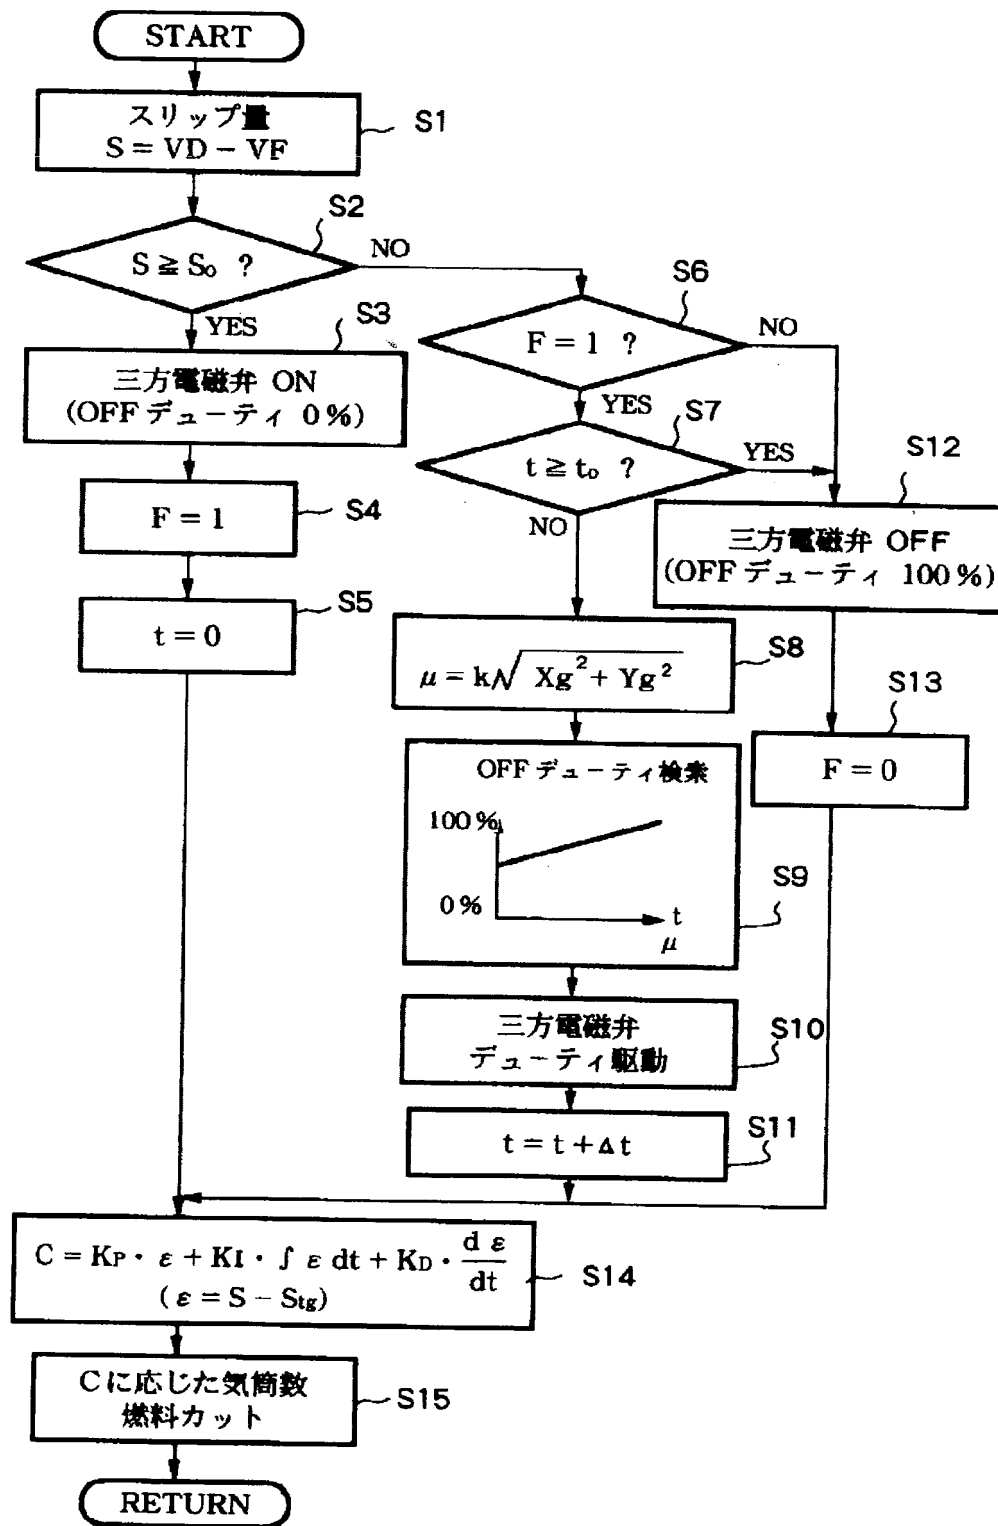 START
スリップ量
S = VD − VF
S1
S2
S ≧ S₀ ?
NO
YES
S3
三方電磁弁 ON
(OFF デューティ 0%)
F = 1
S4
t = 0
S5
S6
F = 1 ?
NO
YES
S7
t ≧ t₀ ?
YES
NO
S12
三方電磁弁 OFF
(OFF デューティ 100%)
S8
μ = k√ Xg² + Yg²
S13
F = 0
OFF デューティ検索
100%
0%
t
μ
S9
三方電磁弁
デューティ駆動
S10
t = t + Δt
S11
C = KP · ε + KI · ∫ ε dt + KD · d ε/dt
( ε = S − Stg)
S14
Cに応じた気筒数
燃料カット
S15
RETURN